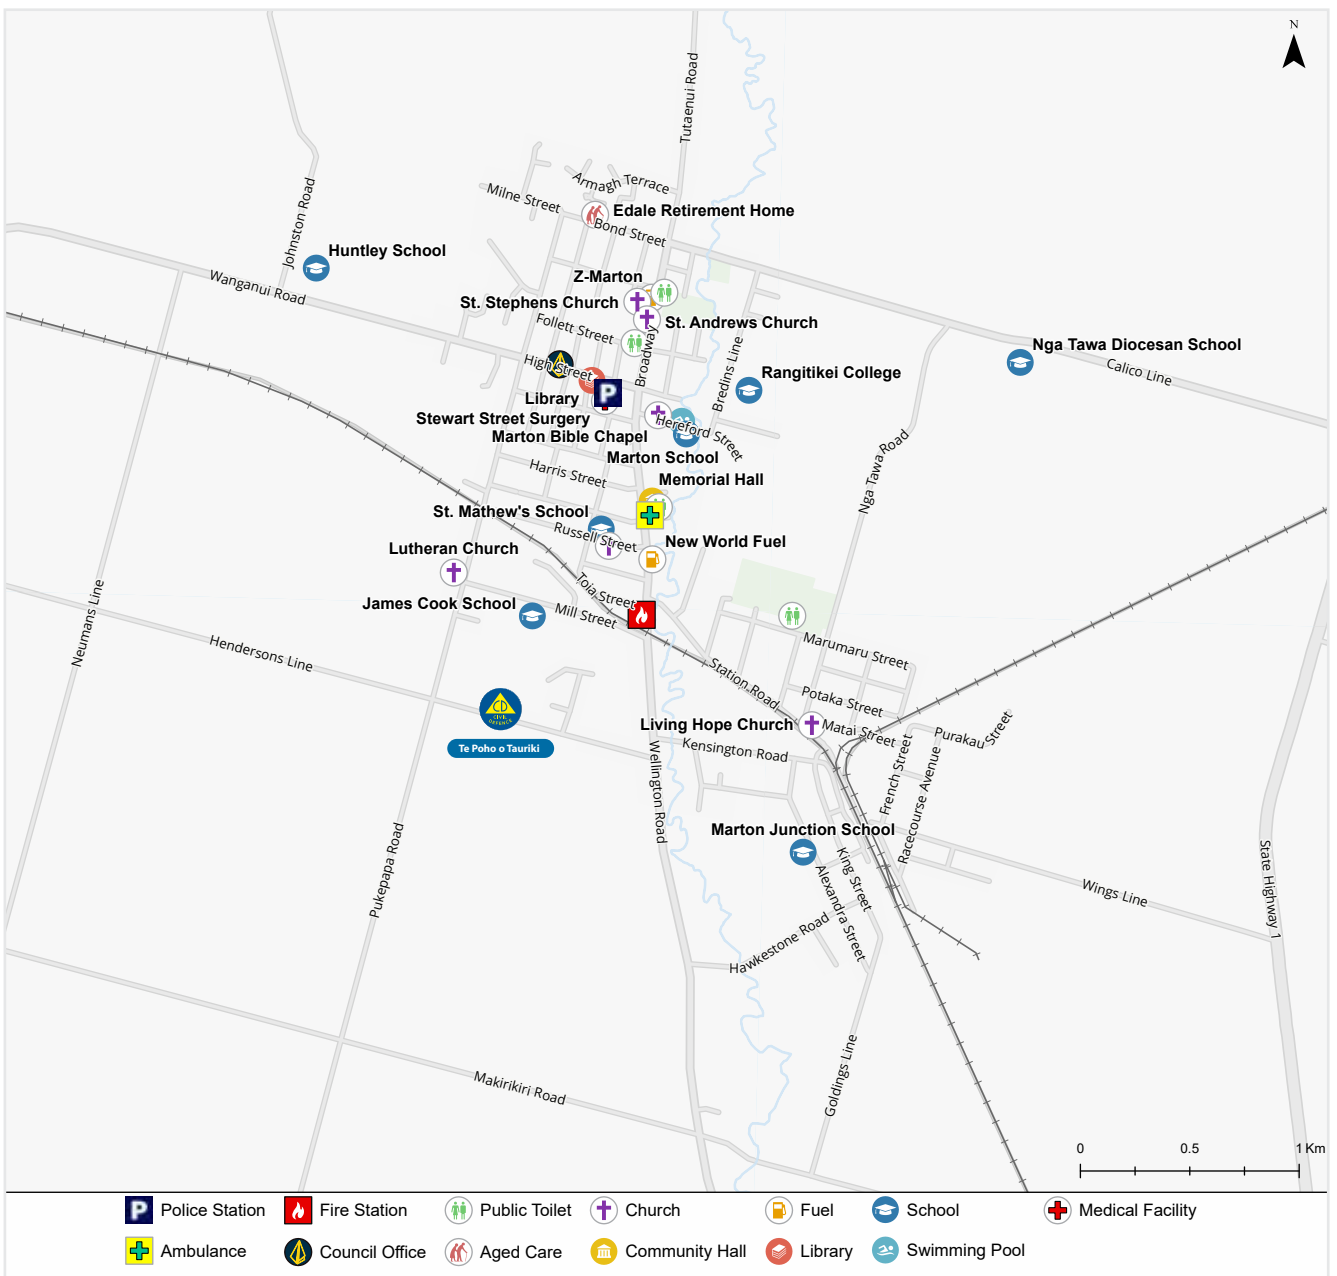 N
Tutaenui Road
Armagh Terrace
Milne Street
Edale Retirement Home
Bond Street
Johnston Road
Huntley School
Wanganui Road
Z-Marton
St. Stephens Church
St. Andrews Church
Follett Street
Broadway
Nga Tawa Diocesan School
Calico Line
High Street
Rangitikei College
Bredins Line
Library
P
Stewart Street Surgery
Marton Bible Chapel
Hereford Street
Marton School
Nga Tawa Road
Harris Street
Memorial Hall
St. Mathew's School
Russell Street
New World Fuel
Lutheran Church
Toia Street
James Cook School
Mill Street
Neumans Line
Hendersons Line
Marumaru Street
Station Road
Potaka Street
CD
CIVIL
DEFENCE
Te Poho o Tauriki
Living Hope Church
Matai Street
Purakau Street
Kensington Road
Wellington Road
French Street
Racecourse Avenue
Marton Junction School
Pukepapa Road
King Street
Alexandra Street
Wings Line
State Highway 1
Hawkestone Road
Goldings Line
Makirikiri Road
0 0.5 1 Km
P Police Station
Fire Station
Public Toilet
Church
Fuel
School
Medical Facility
Ambulance
Council Office
Aged Care
Community Hall
Library
Swimming Pool